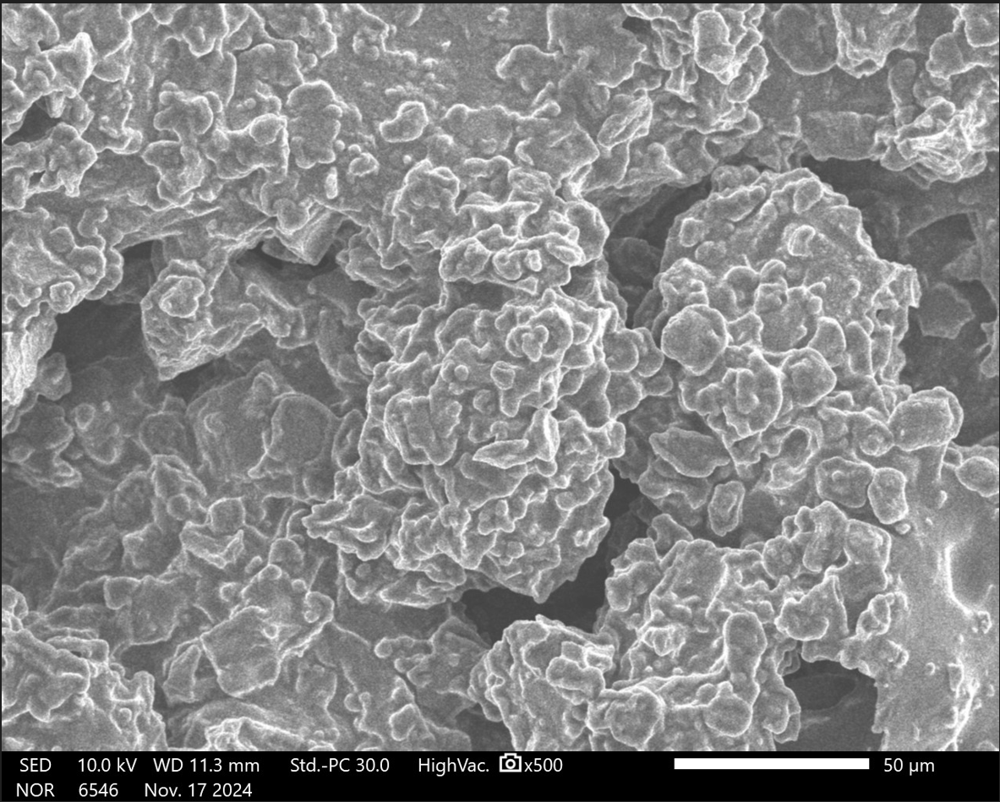 SED 10.0 kV WD 11.3 mm Std.-PC 30.0 HighVac. x500 50 µm
NOR 6546 Nov. 17 2024